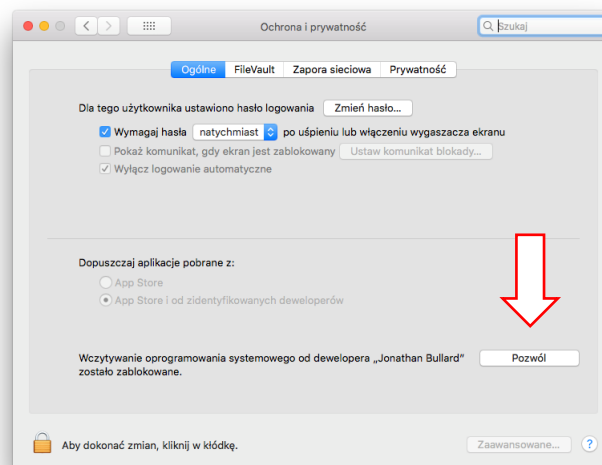 Ochrona i prywatność
Szukaj
Ogólne FileVault Zapora sieciowa Prywatność
Dla tego użytkownika ustawiono hasło logowania Zmień hasło...
Wymagaj hasła natychmiast po uśpieniu lub włączeniu wygaszacza ekranu
Pokaż komunikat, gdy ekran jest zablokowany Ustaw komunikat blokady...
Wyłącz logowanie automatyczne
Dopuszczaj aplikacje pobrane z:
App Store
App Store i od zidentyfikowanych deweloperów
Wczytywanie oprogramowania systemowego od dewelopera „Jonathan Bullard” Pozwól
zostało zablokowane.
Aby dokonać zmian, kliknij w kłódkę. Zaawansowane... ?